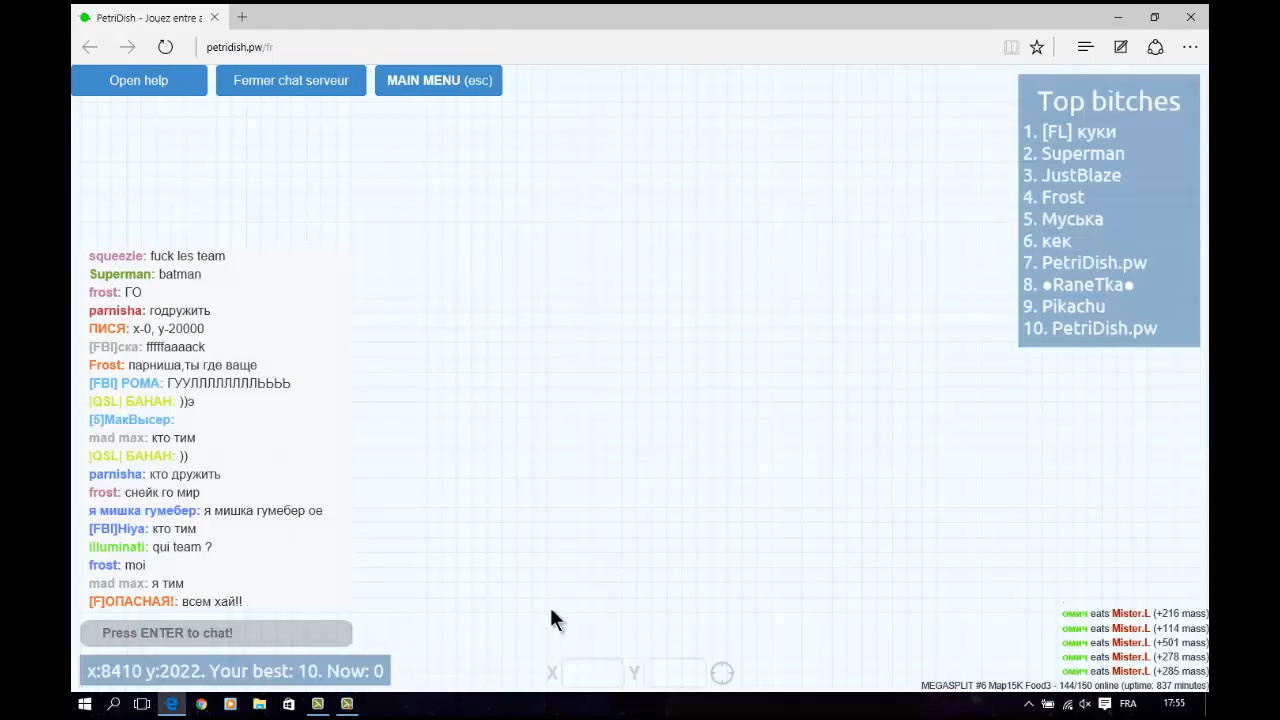 PetriDish - Jouez entre a
petridish.pw/fr
Open help
Fermer chat serveur
MAIN MENU (esc)
Top bitches
1. [FL] куки
2. Superman
3. JustBlaze
4. Frost
5. Муська
6. кек
7. PetriDish.pw
8. ●RaneTka●
9. Pikachu
10. PetriDish.pw
squeezie: fuck les team
Superman: batman
frost: ГО
parnisha: годружить
ПИСЯ: x-0, y-20000
[FBI]ска: fffffaaaack
Frost: парниша,ты где ваще
[FBI] РОМА: ГУУЛЛЛЛЛЛЛЬЬЬЬ
|QSL| БАНАН: ))э
[5]МакВысер:
mad max: кто тим
|QSL| БАНАН: ))
parnisha: кто дружить
frost: снейк го мир
я мишка гумебер: я мишка гумебер ое
[FBI]Hiya: кто тим
illuminati: qui team ?
frost: moi
mad max: я тим
[F]ОПАСНАЯ!: всем хай!!
Press ENTER to chat!
x:8410 y:2022. Your best: 10. Now: 0
X
Y
омич eats Mister.L (+216 mass)
омич eats Mister.L (+114 mass)
омич eats Mister.L (+501 mass)
омич eats Mister.L (+278 mass)
омич eats Mister.L (+285 mass)
MEGASPLIT #6 Map15K Food3 - 144/150 online (uptime: 837 minutes)
FRA
17:55